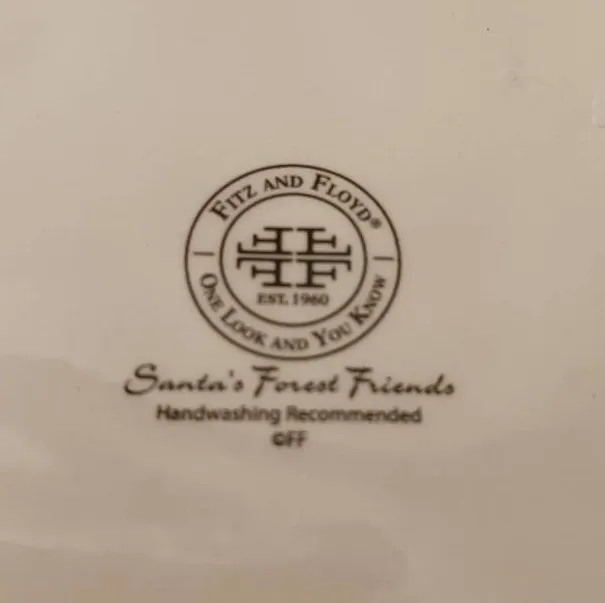 FITZ AND FLOYD®
EST. 1960
ONE LOOK AND YOU KNOW
Santa's Forest Friends
Handwashing Recommended
©FF